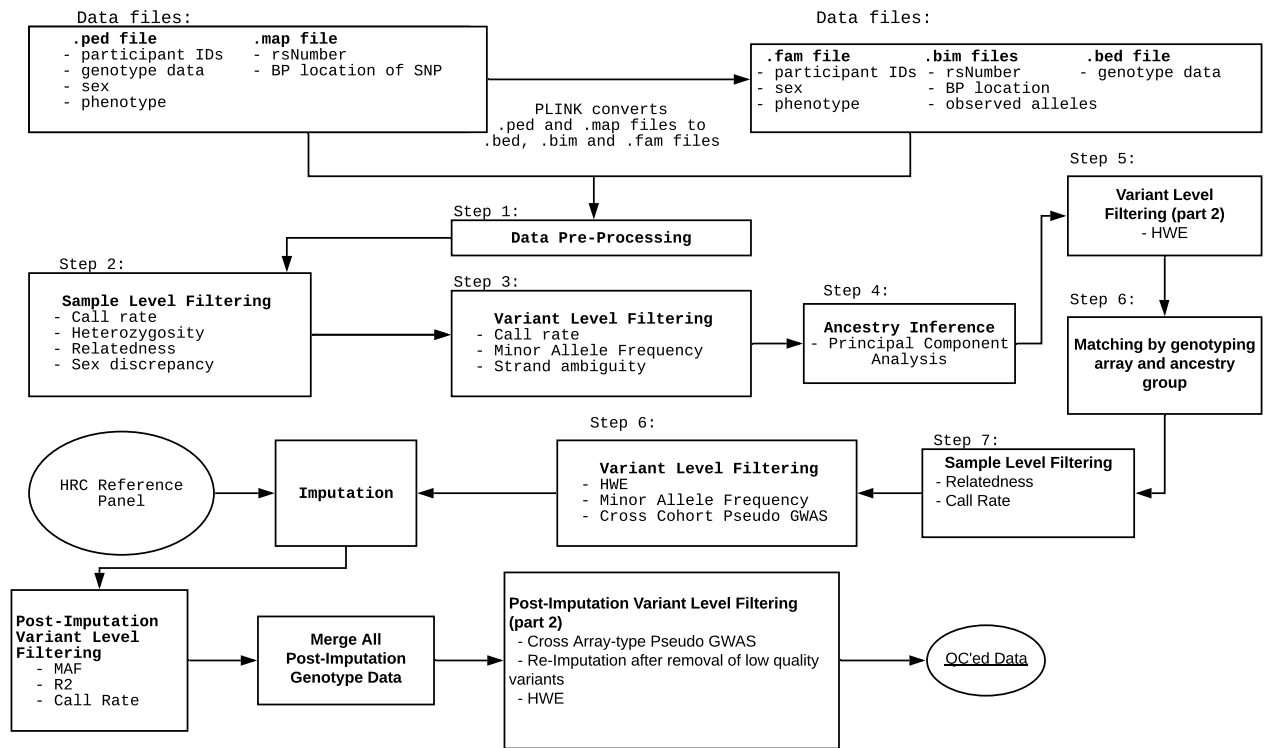 Data files:
.ped file
- participant IDs
- genotype data
- sex
- phenotype
.map file
- rsNumber
- BP location of SNP
PLINK converts
.ped and .map files to
.bed, .bim and .fam files
Data files:
.fam file
- participant IDs
- sex
- phenotype
.bim files
- rsNumber
- BP location
- observed alleles
.bed file
- genotype data
Step 1:
Data Pre-Processing
Step 2:
Sample Level Filtering
- Call rate
- Heterozygosity
- Relatedness
- Sex discrepancy
Step 3:
Variant Level Filtering
- Call rate
- Minor Allele Frequency
- Strand ambiguity
Step 4:
Ancestry Inference
- Principal Component
Analysis
Step 5:
Variant Level
Filtering (part 2)
- HWE
Step 6:
Matching by genotyping
array and ancestry
group
Step 7:
Sample Level Filtering
- Relatedness
- Call Rate
Step 6:
Variant Level Filtering
- HWE
- Minor Allele Frequency
- Cross Cohort Pseudo GWAS
Imputation
HRC Reference
Panel
Post-Imputation
Variant Level
Filtering
- MAF
- R2
- Call Rate
Merge All
Post-Imputation
Genotype Data
Post-Imputation Variant Level Filtering
(part 2)
- Cross Array-type Pseudo GWAS
- Re-Imputation after removal of low quality
variants
- HWE
QC'ed Data